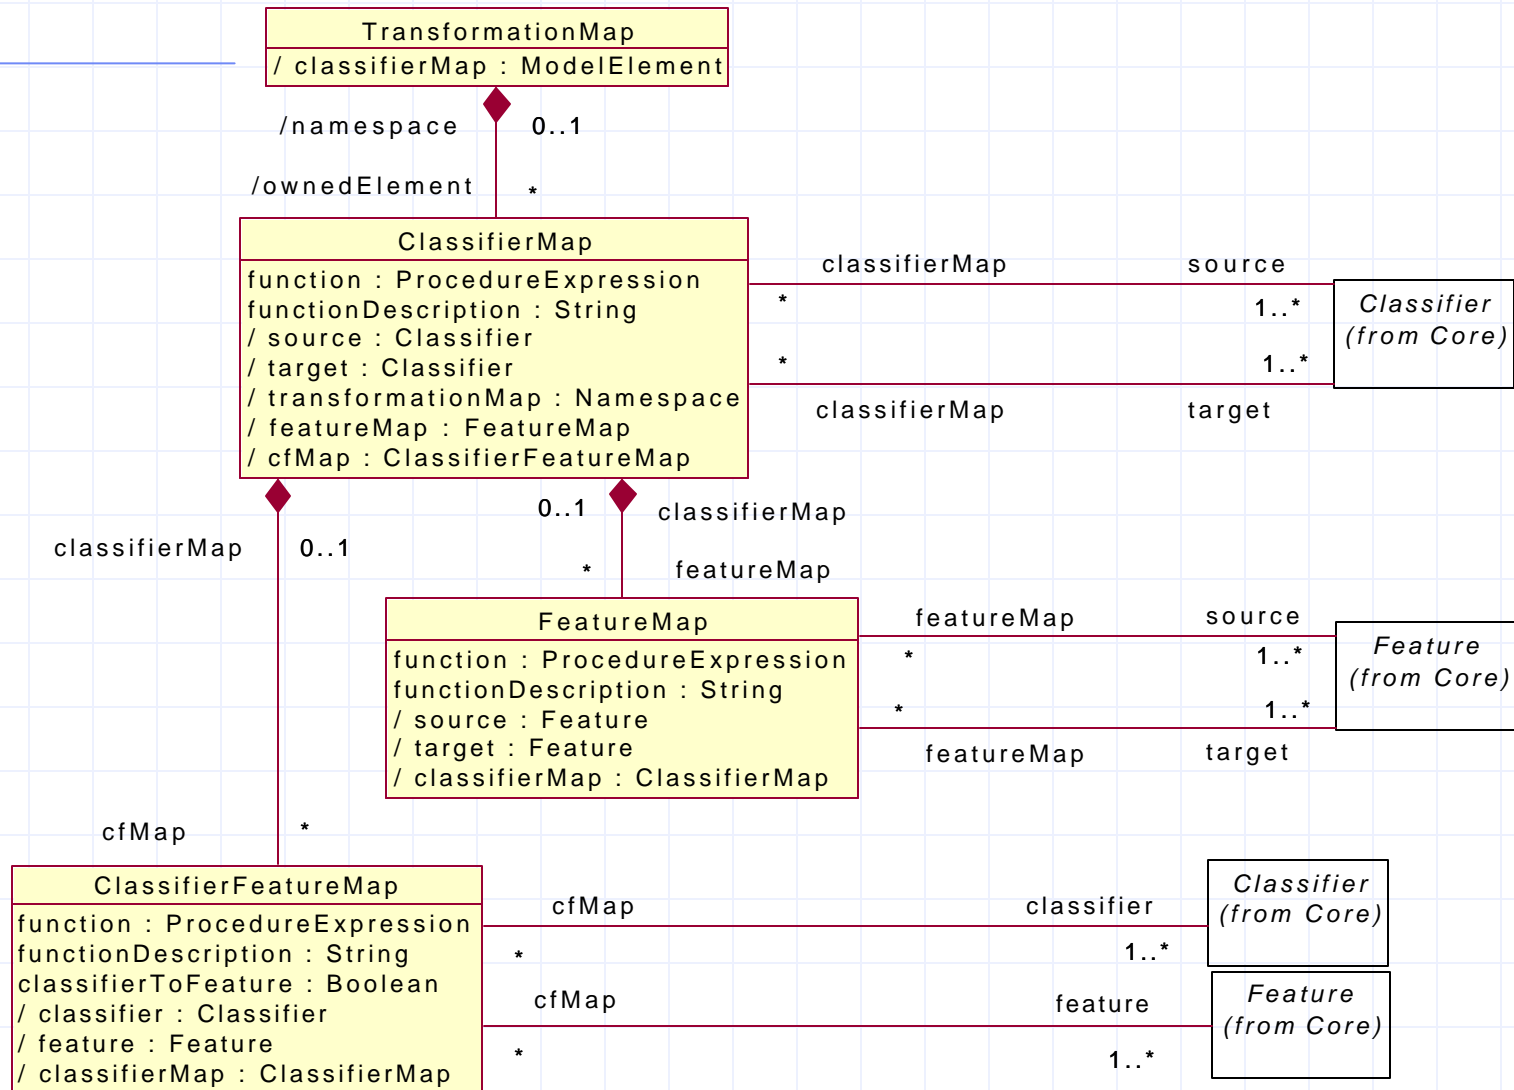 TransformationMap
/ classifierMap : ModelElement
/namespace 0..1
/ownedElement *
ClassifierMap
function : ProcedureExpression
functionDescription : String
/ source : Classifier
/ target : Classifier
/ transformationMap : Namespace
/ featureMap : FeatureMap
/ cfMap : ClassifierFeatureMap
classifierMap source
* 1..*
Classifier
(from Core)
* 1..*
classifierMap target
0..1 classifierMap
classifierMap 0..1
* featureMap
FeatureMap
function : ProcedureExpression
functionDescription : String
/ source : Feature
/ target : Feature
/ classifierMap : ClassifierMap
featureMap source
* 1..*
Feature
(from Core)
* 1..*
featureMap target
cfMap *
ClassifierFeatureMap
function : ProcedureExpression
functionDescription : String
classifierToFeature : Boolean
/ classifier : Classifier
/ feature : Feature
/ classifierMap : ClassifierMap
cfMap classifier
* 1..*
Classifier
(from Core)
cfMap feature
* 1..*
Feature
(from Core)